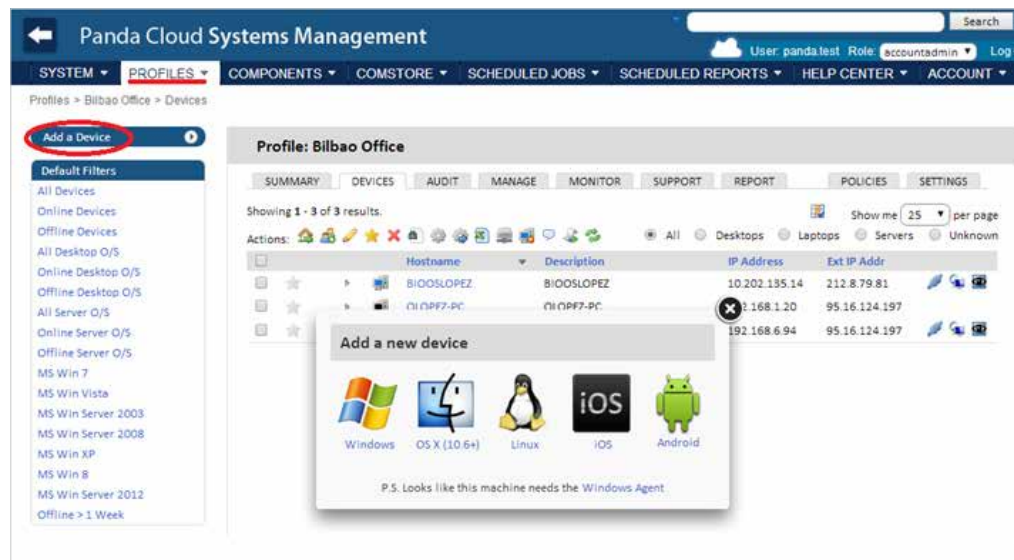 Panda Cloud Systems Management
Search
User: panda.test Role: accountadmin Log
SYSTEM PROFILES COMPONENTS COMSTORE SCHEDULED JOBS SCHEDULED REPORTS HELP CENTER ACCOUNT
Profiles > Bilbao Office > Devices
Add a Device
Default Filters
All Devices
Online Devices
Offline Devices
All Desktop O/S
Online Desktop O/S
Offline Desktop O/S
All Server O/S
Online Server O/S
Offline Server O/S
MS Win 7
MS Win Vista
MS Win Server 2003
MS Win Server 2008
MS Win XP
MS Win 8
MS Win Server 2012
Offline > 1 Week
Profile: Bilbao Office
SUMMARY DEVICES AUDIT MANAGE MONITOR SUPPORT REPORT POLICIES SETTINGS
Showing 1 - 3 of 3 results.
Show me 25 per page
Actions: All Desktops Laptops Servers Unknown
Hostname Description IP Address Ext IP Addr
BIOOSLOPEZ BIOOSLOPEZ 10.202.135.14 212.8.79.81
OLOPEZ-PC OLOPEZ-PC 2.168.1.20 95.16.124.197
192.168.6.94 95.16.124.197
Add a new device
iOS
Windows OS X (10.6+) Linux iOS Android
P.S. Looks like this machine needs the Windows Agent